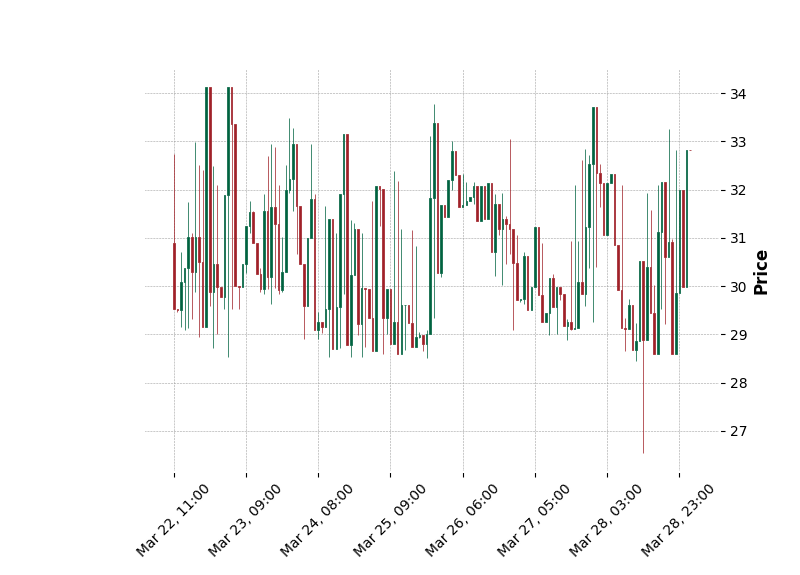 34
33
32
31
30
29
28
27
Price
Mar 22, 11:00
Mar 23, 09:00
Mar 24, 08:00
Mar 25, 09:00
Mar 26, 06:00
Mar 27, 05:00
Mar 28, 03:00
Mar 28, 23:00